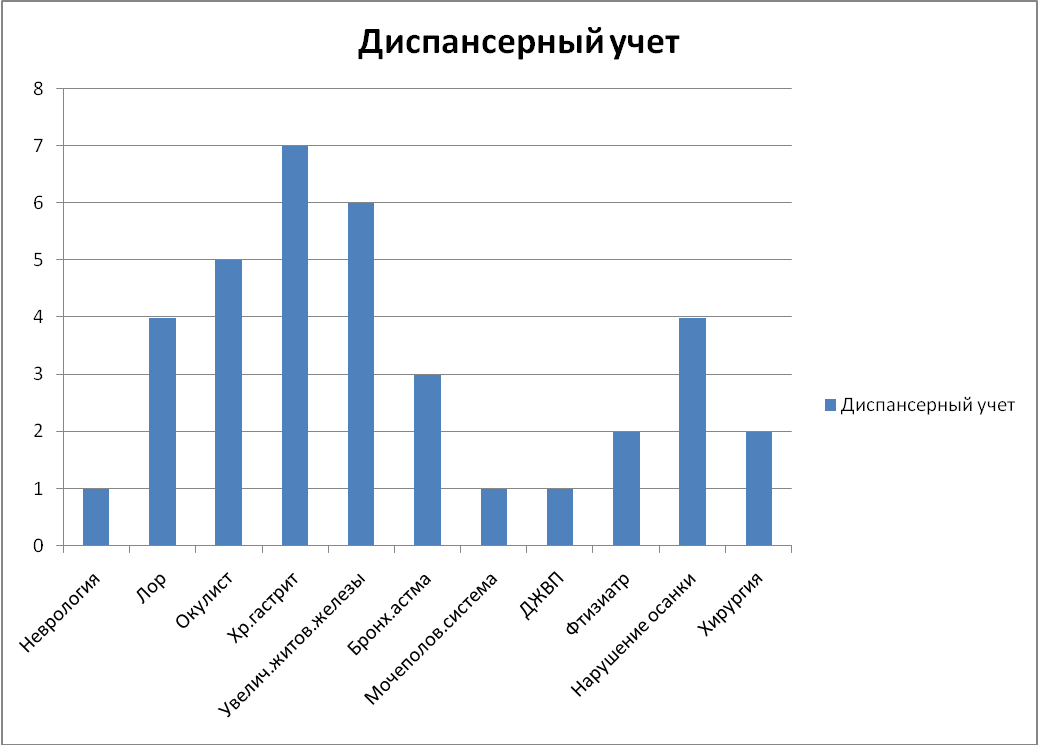 Диспансерный учет
8
7
6
5
4
3
2
1
0
Неврология
Лор
Окулист
Хр.гастрит
Увелич.житов.железы
Бронх.астма
Мочеполов.система
ДЖВП
Фтизиатр
Нарушение осанки
Хирургия
Диспансерный учет